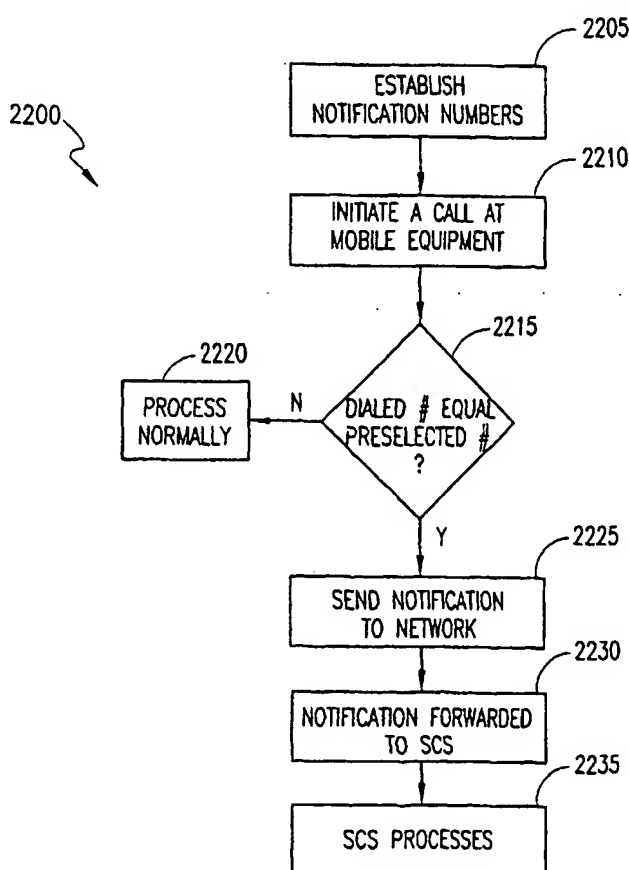 2205
ESTABLISH
NOTIFICATION NUMBERS
2200
2210
INITIATE A CALL AT
MOBILE EQUIPMENT
2215
2220
PROCESS
NORMALLY
N
DIALED # EQUAL
PRESELECTED #
?
Y
2225
SEND NOTIFICATION
TO NETWORK
2230
NOTIFICATION FORWARDED
TO SCS
2235
SCS PROCESSES